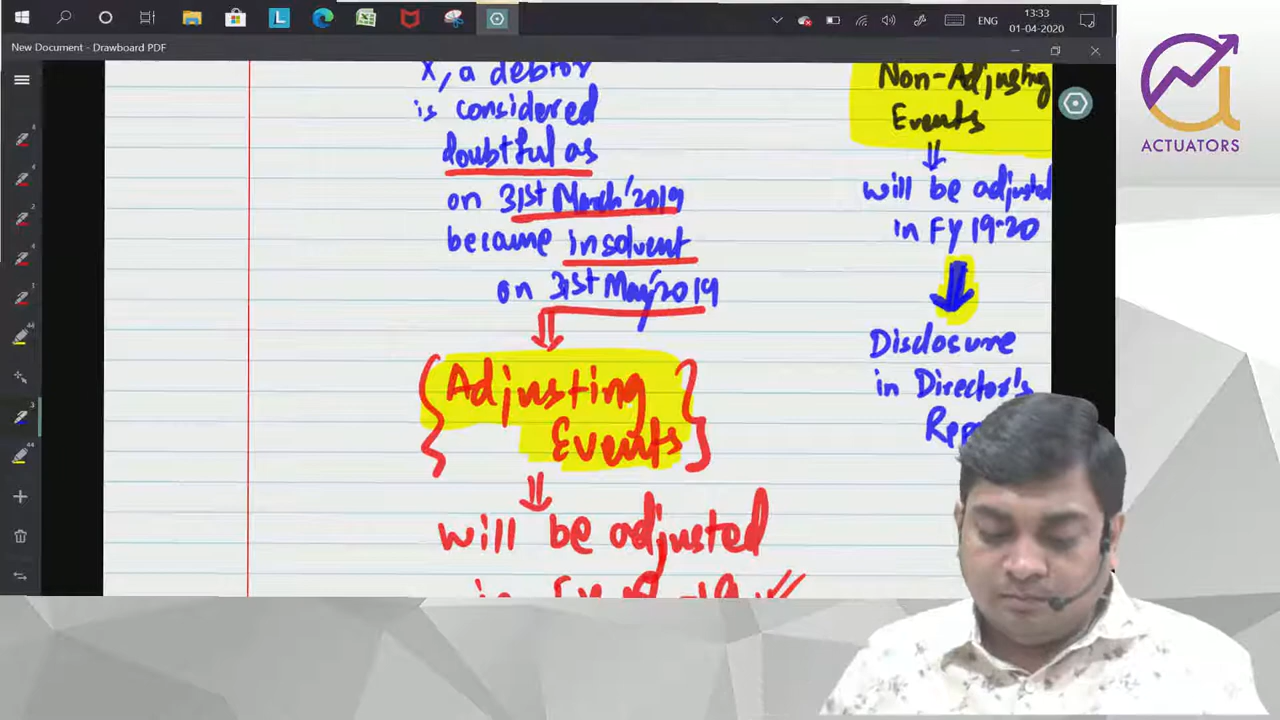 13:33
ENG
01-04-2020
New Document - Drawboard PDF
ACTUATORS
X, a debtor
is considered
doubtful as
on 31st March'2019
became insolvent
on 31st May'2019
Adjusting
Events
will be adjusted
in FY
Non-Adjusting
Events
will be adjusted
in FY 19-20
Disclosure
in Director's